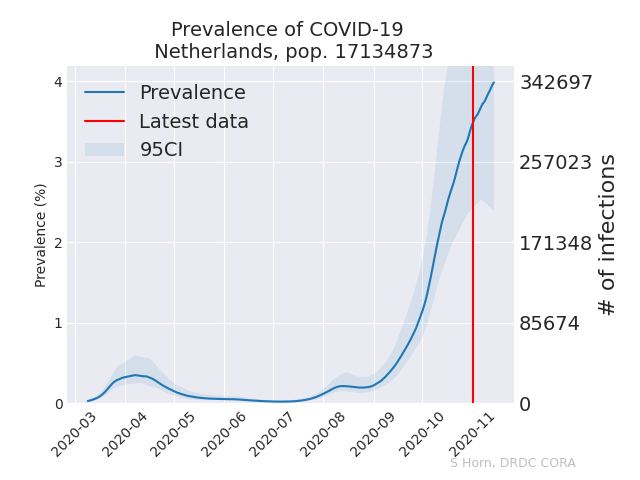 Prevalence of COVID-19
Netherlands, pop. 17134873
Prevalence
Latest data
95CI
Prevalence (%)
4
3
2
1
0
342697
257023
171348
85674
0
# of infections
2020-03
2020-04
2020-05
2020-06
2020-07
2020-08
2020-09
2020-10
2020-11
S Horn, DRDC CORA